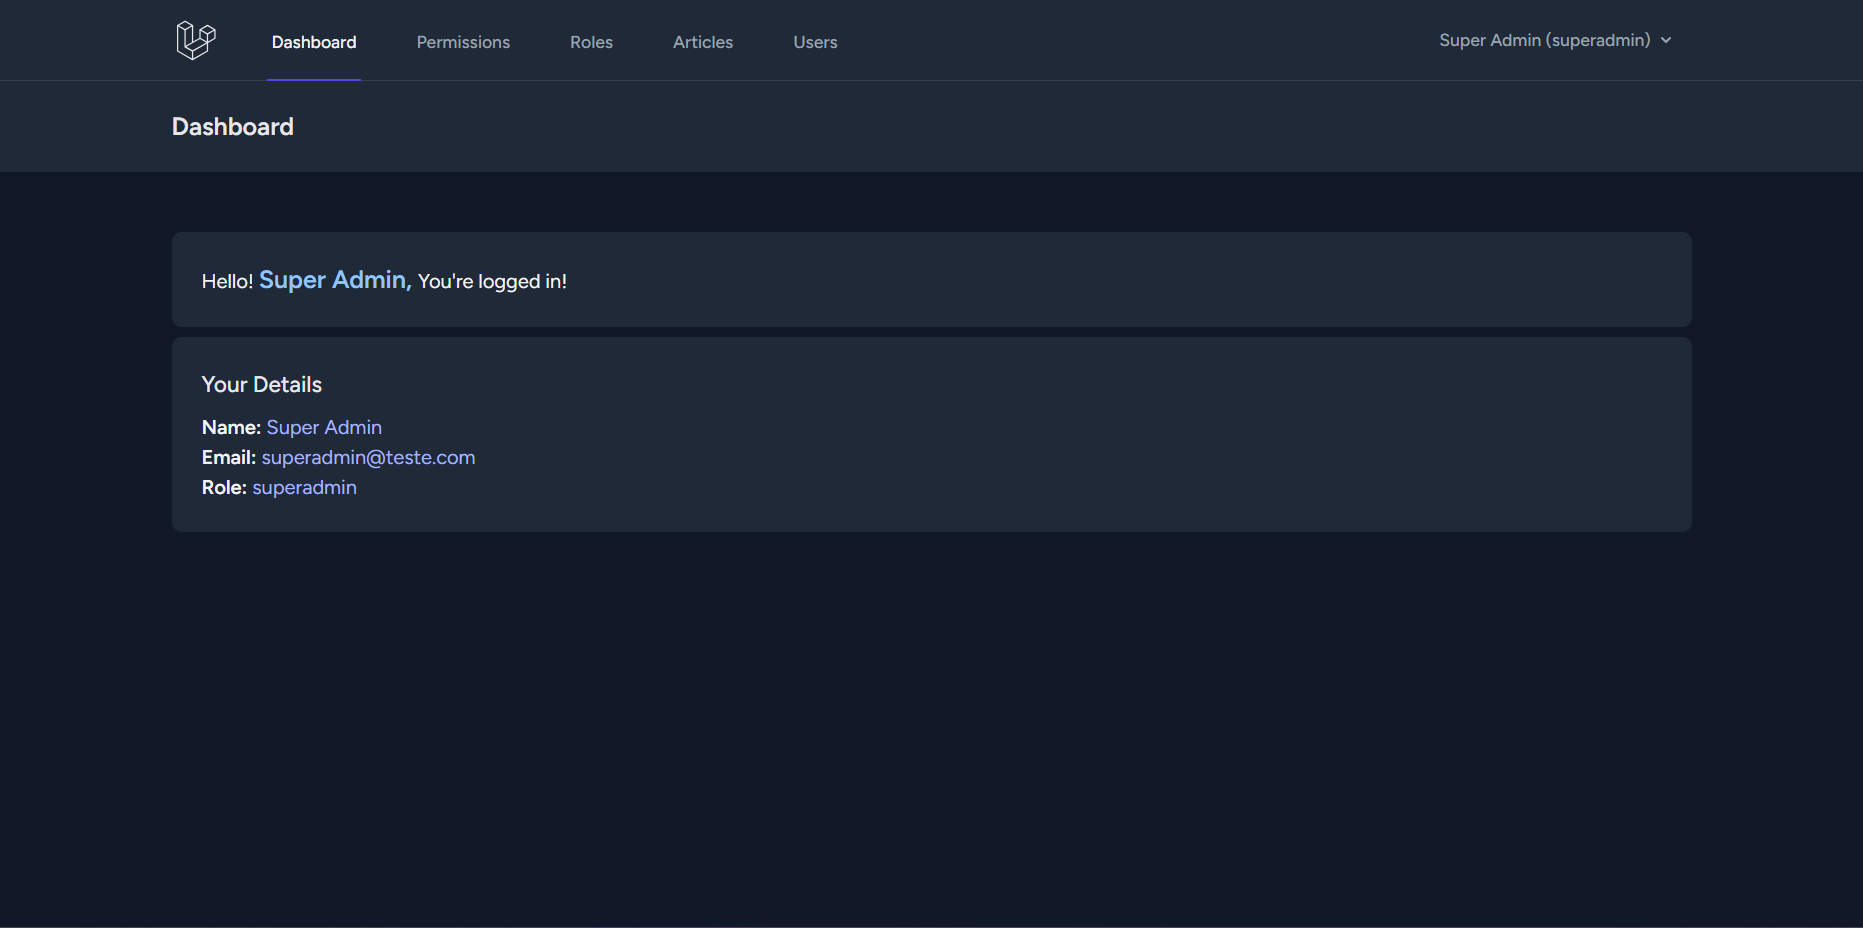 Dashboard Permissions Roles Articles Users Super Admin (superadmin)
Dashboard
Hello! Super Admin, You're logged in!
Your Details
Name: Super Admin
Email: superadmin@teste.com
Role: superadmin